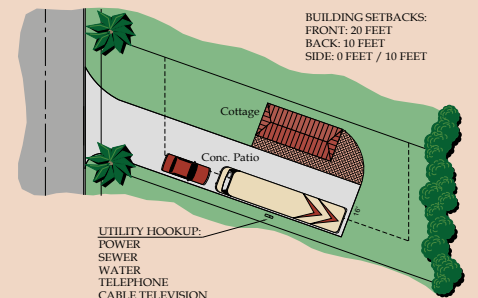 BUILDING SETBACKS:
FRONT: 20 FEET
BACK: 10 FEET
SIDE: 0 FEET / 10 FEET
Cottage
Conc. Patio
16'
UTILITY HOOKUP:
POWER
SEWER
WATER
TELEPHONE
CABLE TELEVISION